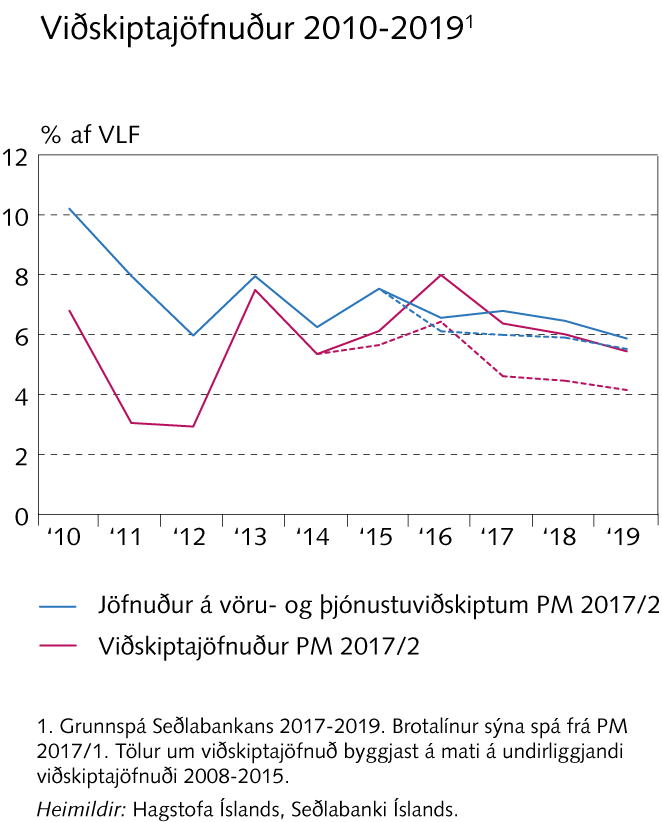 Viðskiptajöfnuður 2010-2019¹
% af VLF
12
10
8
6
4
2
0
‘10 ‘11 ‘12 ‘13 ‘14 ‘15 ‘16 ‘17 ‘18 ‘19
Jöfnuður á vöru- og þjónustuviðskiptum PM 2017/2
Viðskiptajöfnuður PM 2017/2
1. Grunnspá Seðlabankans 2017-2019. Brotalínur sýna spá frá PM
2017/1. Tölur um viðskiptajöfnuð byggjast á mati á undirliggjandi
viðskiptajöfnuði 2008-2015.
Heimildir: Hagstofa Íslands, Seðlabanki Íslands.